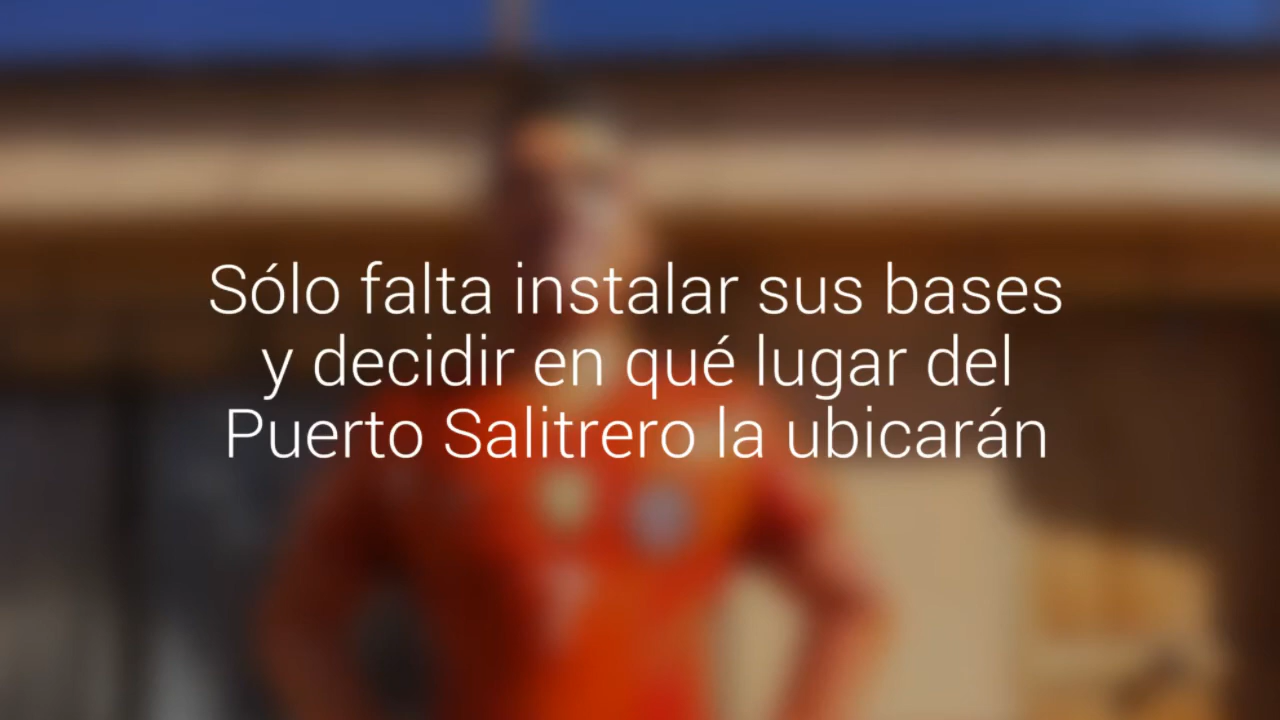 Sólo falta instalar sus bases
y decidir en qué lugar del
Puerto Salitrero la ubicarán